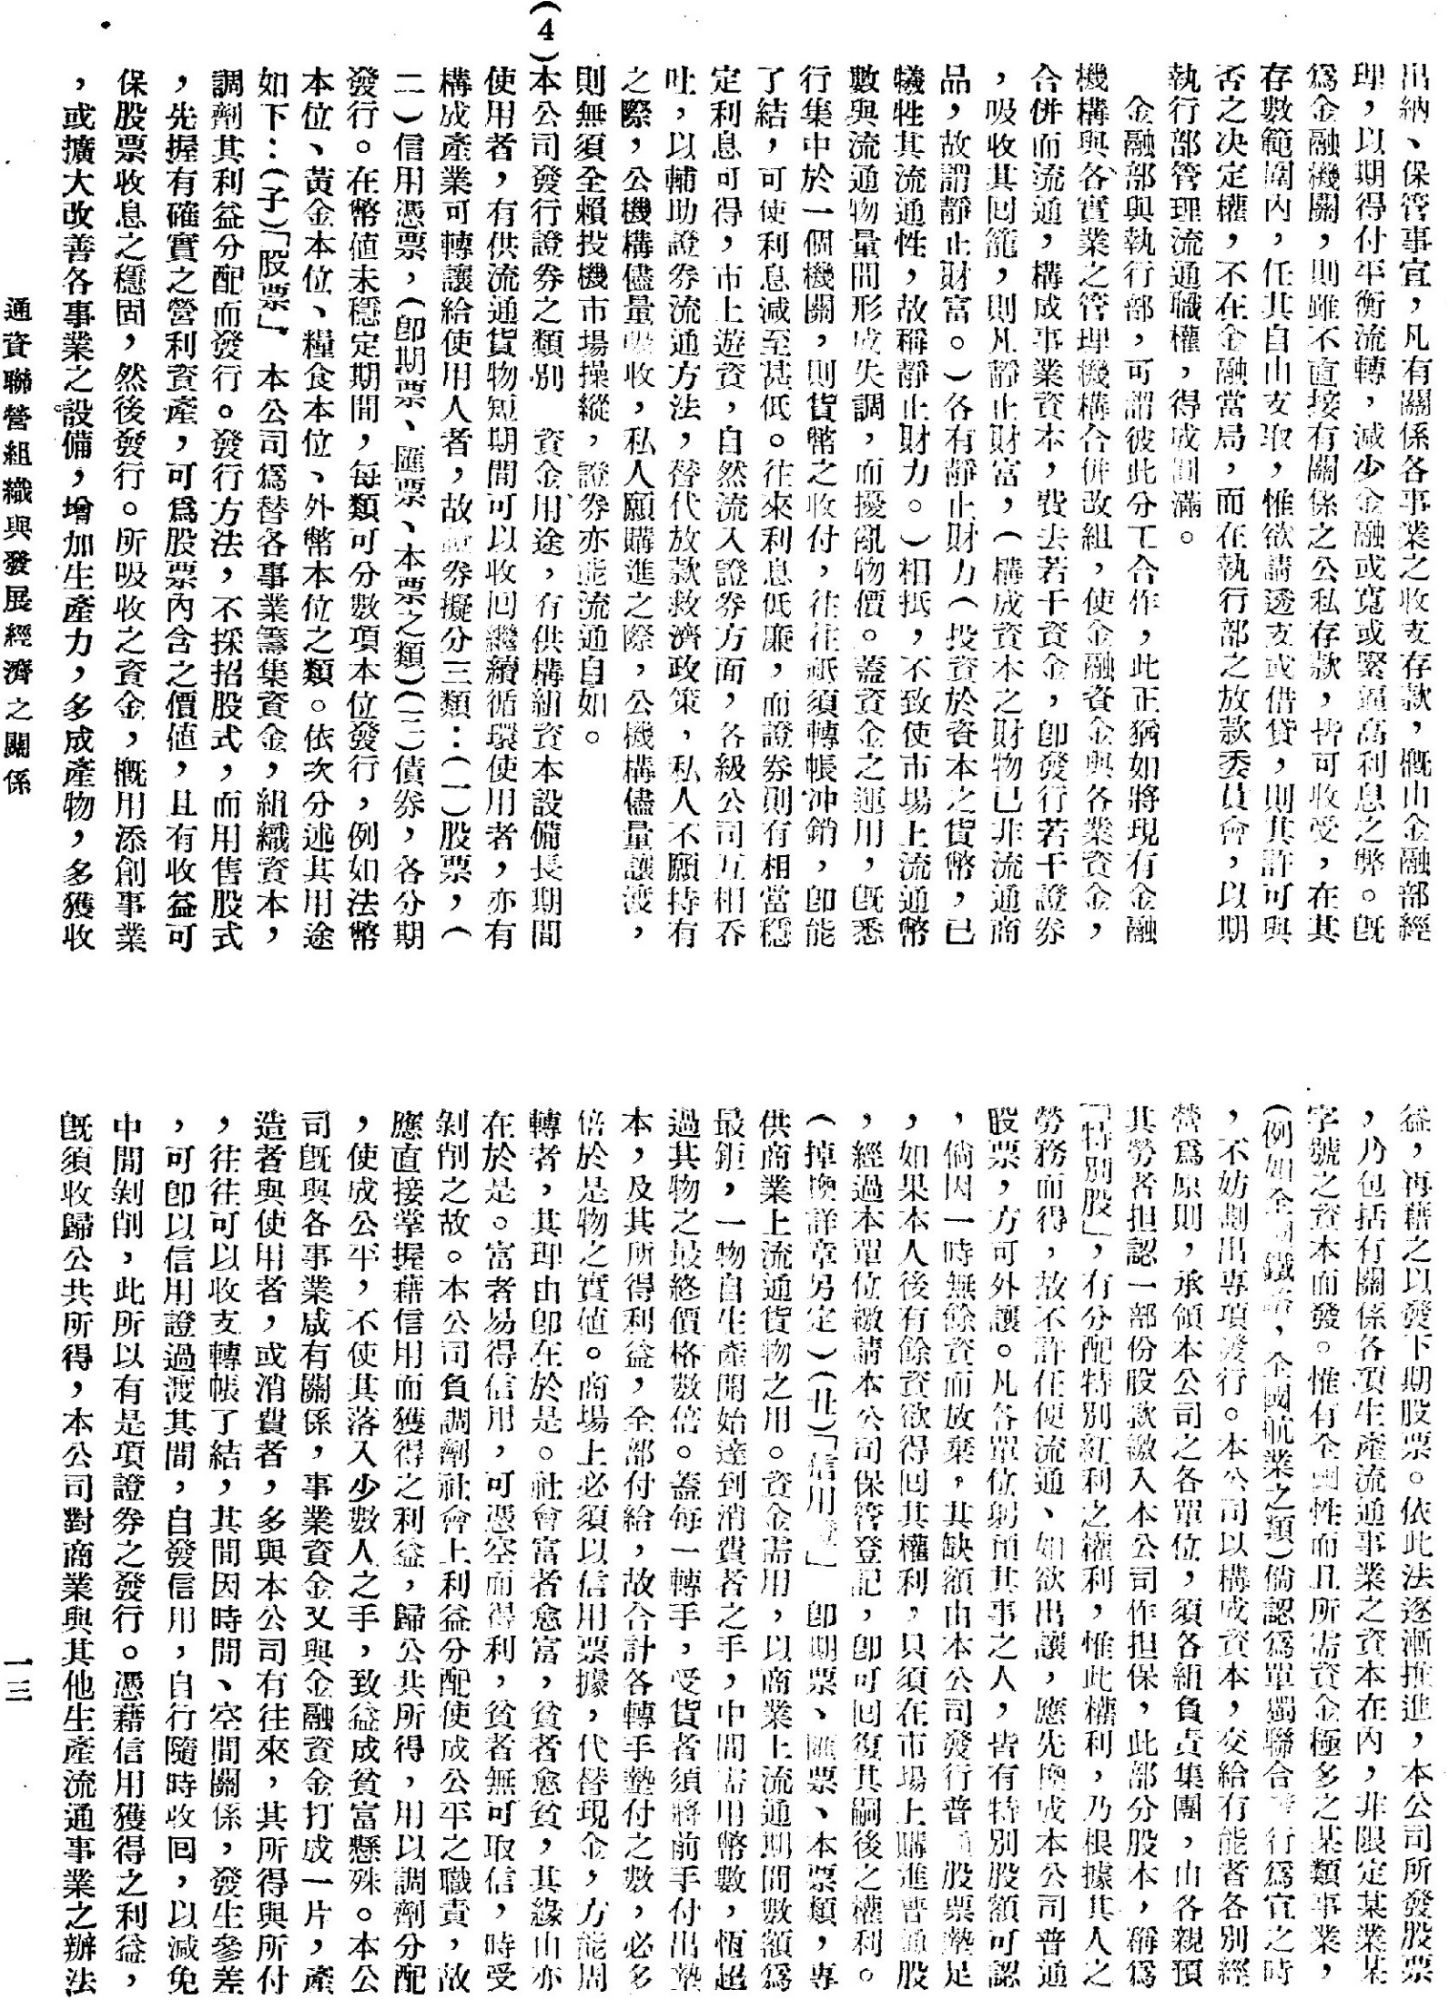 出納、保管事宜，凡有關係各事業之收支存款，概由金融部經
理，以期得付平衡流轉，減少金融或寬或緊逼高利息之弊。旣
爲金融機關，則雖不直接有關係之公私存款，皆可收受，在其
存數範圍內，任其自由支取，惟欲請透支或借貸，則其許可與
否之决定權，不在金融當局，而在執行部之放款委員會，以期
執行部管理流通職權，得成圓滿。
金融部與執行部，可謂彼此分工合作，此正猶如將現有金融
機構與各實業之管理機構合併改組，使金融資金與各業資金，
合併而流通，構成事業資本，費去若干資金，卽發行若干證券
，吸收其回籠，則凡靜止財富，（構成資本之財物已非流通商
品，故謂靜止財富。）各有靜止財力（投資於資本之貨幣，已
犧牲其流通性，故稱靜止財力。）相抵，不致使市場上流通幣
數與流通物量間形成失調，而擾亂物價。蓋資金之運用，旣悉
行集中於一個機關，則貨幣之收付，往往祇須轉帳冲銷，卽能
了結，可使利息減至甚低。往來利息低廉，而證券則有相當穩
定利息可得，市上遊資，自然流入證券方面，各級公司互相吞
吐，以輔助證券流通方法，替代放款救濟政策，私人不願持有
之際，公機構儘量吸收，私人願購進之際，公機構儘量讓渡，
則無須全賴投機市場操縱，證券亦能流通自如。
(4)本公司發行證券之類別　資金用途，有供構組資本設備長期間
使用者，有供流通貨物短期間可以收回繼續循環使用者，亦有
構成產業可轉讓給使用人者，故證券擬分三類：（一）股票，（
二）信用憑票，（卽期票、匯票、本票之類）（三）債券，各分期
發行。在幣値未穩定期間，每類可分數項本位發行，例如法幣
本位、黃金本位、糧食本位、外幣本位之類。依次分述其用途
如下：（子）「股票」　本公司爲替各事業籌集資金，組織資本，
調劑其利益分配而發行。發行方法，不採招股式，而用售股式
，先握有確實之營利資產，可爲股票內含之價値，且有收益可
保股票收息之穩固，然後發行。所吸收之資金，槪用添創事業
，或擴大改善各事業之設備，增加生產力，多成產物，多獲收
通資聯營組織與發展經濟之關係
益，再藉之以發下期股票。依此法逐漸推進，本公司所發股票
，乃包括有關係各項生產流通事業之資本在內，非限定某業某
字號之資本而發。惟有全國性而且所需資金極多之某類事業，
（例如全國鐵路，全國航業之類）倘認爲單獨聯合發行爲宜之時
，不妨劃出專項發行。本公司以構成資本，交給有能者各別經
營爲原則，承領本公司之各單位，須各組負責集團，由各親預
其勞者担認一部份股款繳入本公司作担保，此部分股本，稱爲
「特別股」，有分配特別紅利之權利，惟此權利，乃根據其人之
勞務而得，故不許任便流通、如欲出讓，應先換成本公司普通
股票，方可外讓。凡各單位躬預其事之人，皆有特別股額可認
，倘因一時無餘資而放棄，其缺額由本公司發行普通股票墊足
，如果本人後有餘資欲得回其權利，只須在市場上購進普通股
，經過本單位繳請本公司保管登記，卽可回復其嗣後之權利。
（掉換詳章另定）（丑）「信用票」　卽期票、匯票、本票類，專
供商業上流通貨物之用。資金需用，以商業上流通期間數額爲
最鉅，一物自生產開始達到消費者之手，中間需用幣數，恆超
過其物之最終價格數倍。蓋每一轉手，受貨者須將前手付出墊
本，及其所得利益，全部付給，故合計各轉手墊付之數，必多
倍於是物之實値。商場上必須以信用票據，代替現金，方能周
轉者，其理由卽在於是。社會富者愈富，貧者愈貧，其緣由亦
在於是。富者易得信用，可憑空而得利，貧者無可取信，時受
剝削之故。本公司負調劑社會上利益分配使成公平之職責，故
應直接掌握藉信用而獲得之利益，歸公共所得，用以調劑分配
，使成公平，不使其落入少數人之手，致益成貧富懸殊。本公
司旣與各事業咸有關係，事業資金又與金融資金打成一片，產
造者與使用者，或消費者，多與本公司有往來，其所得與所付
，往往可以收支轉帳了結，其間因時間、空間關係，發生參差
，可卽以信用證過渡其間，自發信用，自行隨時收回，以減免
中間剝削，此所以有是項證券之發行。憑藉信用獲得之利益，
旣須收歸公共所得，本公司對商業與其他生產流通事業之辦法
一三